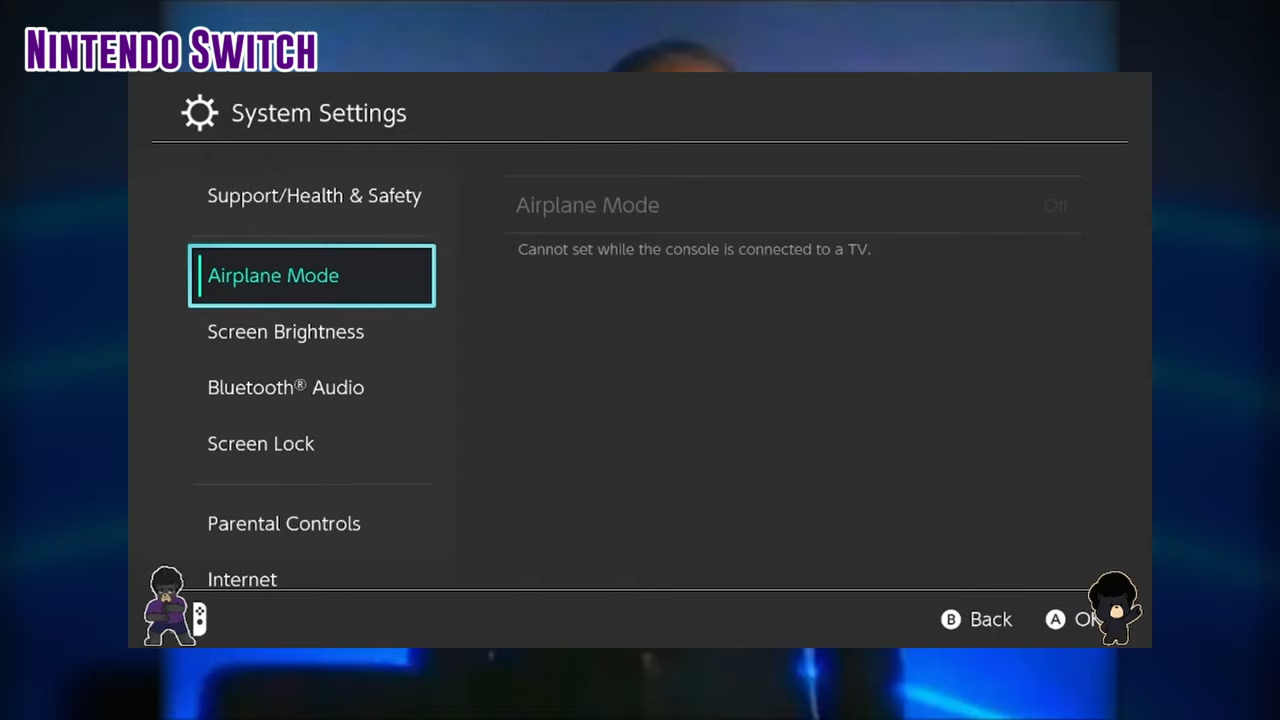 Nintendo Switch
System Settings
Support/Health & Safety
Airplane Mode
Screen Brightness
Bluetooth® Audio
Screen Lock
Parental Controls
Internet
Airplane Mode Off
Cannot set while the console is connected to a TV.
B Back A